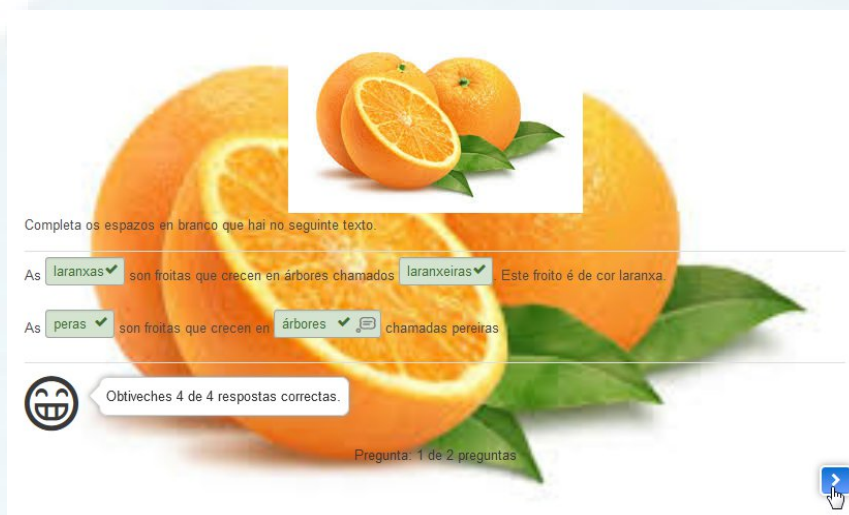 Completa os espazos en branco que hai no seguinte texto.
As laranxas son froitas que crecen en árbores chamados laranxeiras. Este froito é de cor laranxa.
As peras son froitas que crecen en árbores chamadas pereiras
Obtiveches 4 de 4 respostas correctas.
Pregunta: 1 de 2 preguntas